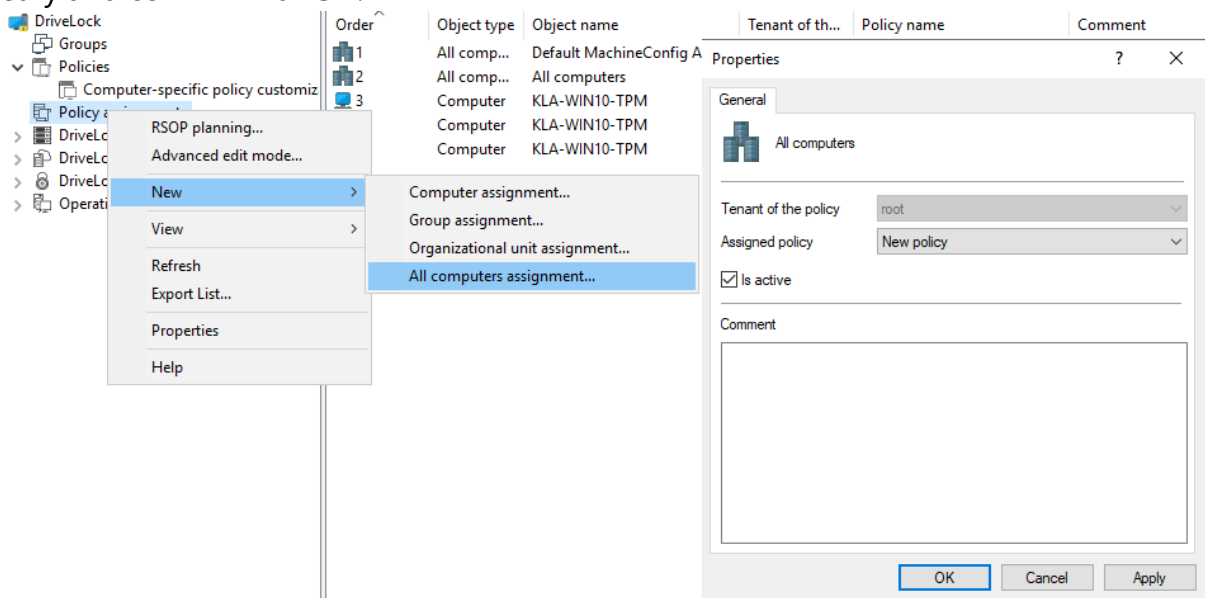 DriveLock
Groups
Policies
Computer-specific policy customiz
Policy a
DriveLo
DriveLo
DriveLo
Operati
RSOP planning...
Advanced edit mode...
New
View
Refresh
Export List...
Properties
Help
Computer assignment...
Group assignment...
Organizational unit assignment...
All computers assignment...
Order Object type Object name Tenant of th... Policy name Comment
1 All comp... Default MachineConfig A
2 All comp... All computers
3 Computer KLA-WIN10-TPM
Computer KLA-WIN10-TPM
Computer KLA-WIN10-TPM
Properties ?
General
All computers
Tenant of the policy root
Assigned policy New policy
Is active
Comment
OK Cancel Apply